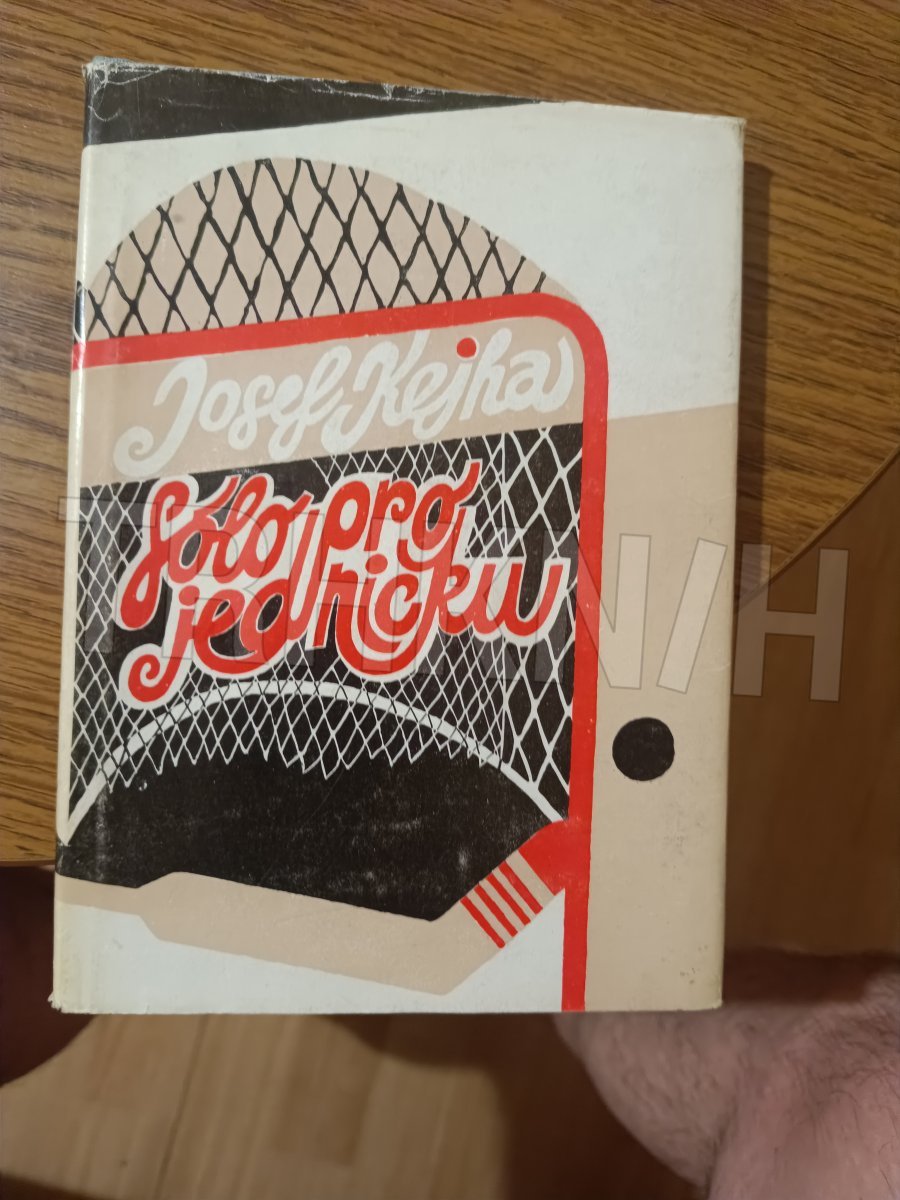 Josef Kejha
Sólo pro
jedničku